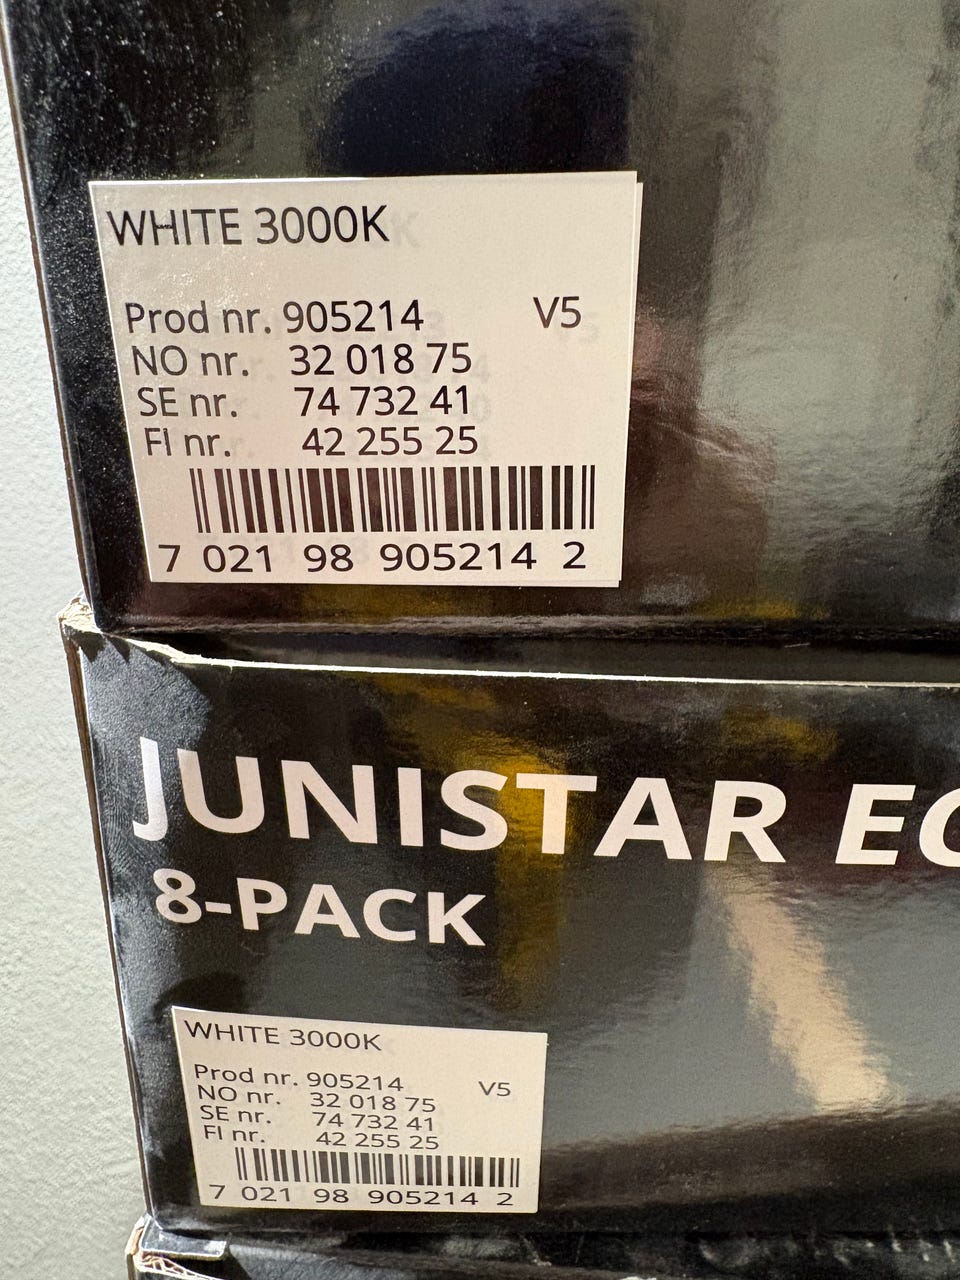 WHITE 3000K
Prod nr. 905214 V5
NO nr. 32 018 75
SE nr. 74 732 41
FI nr. 42 255 25
7 021 98 905214 2
JUNISTAR
8-PACK
WHITE 3000K
Prod nr. 905214 V5
NO nr. 32 018 75
SE nr. 74 732 41
FI nr. 42 255 25
7 021 98 905214 2